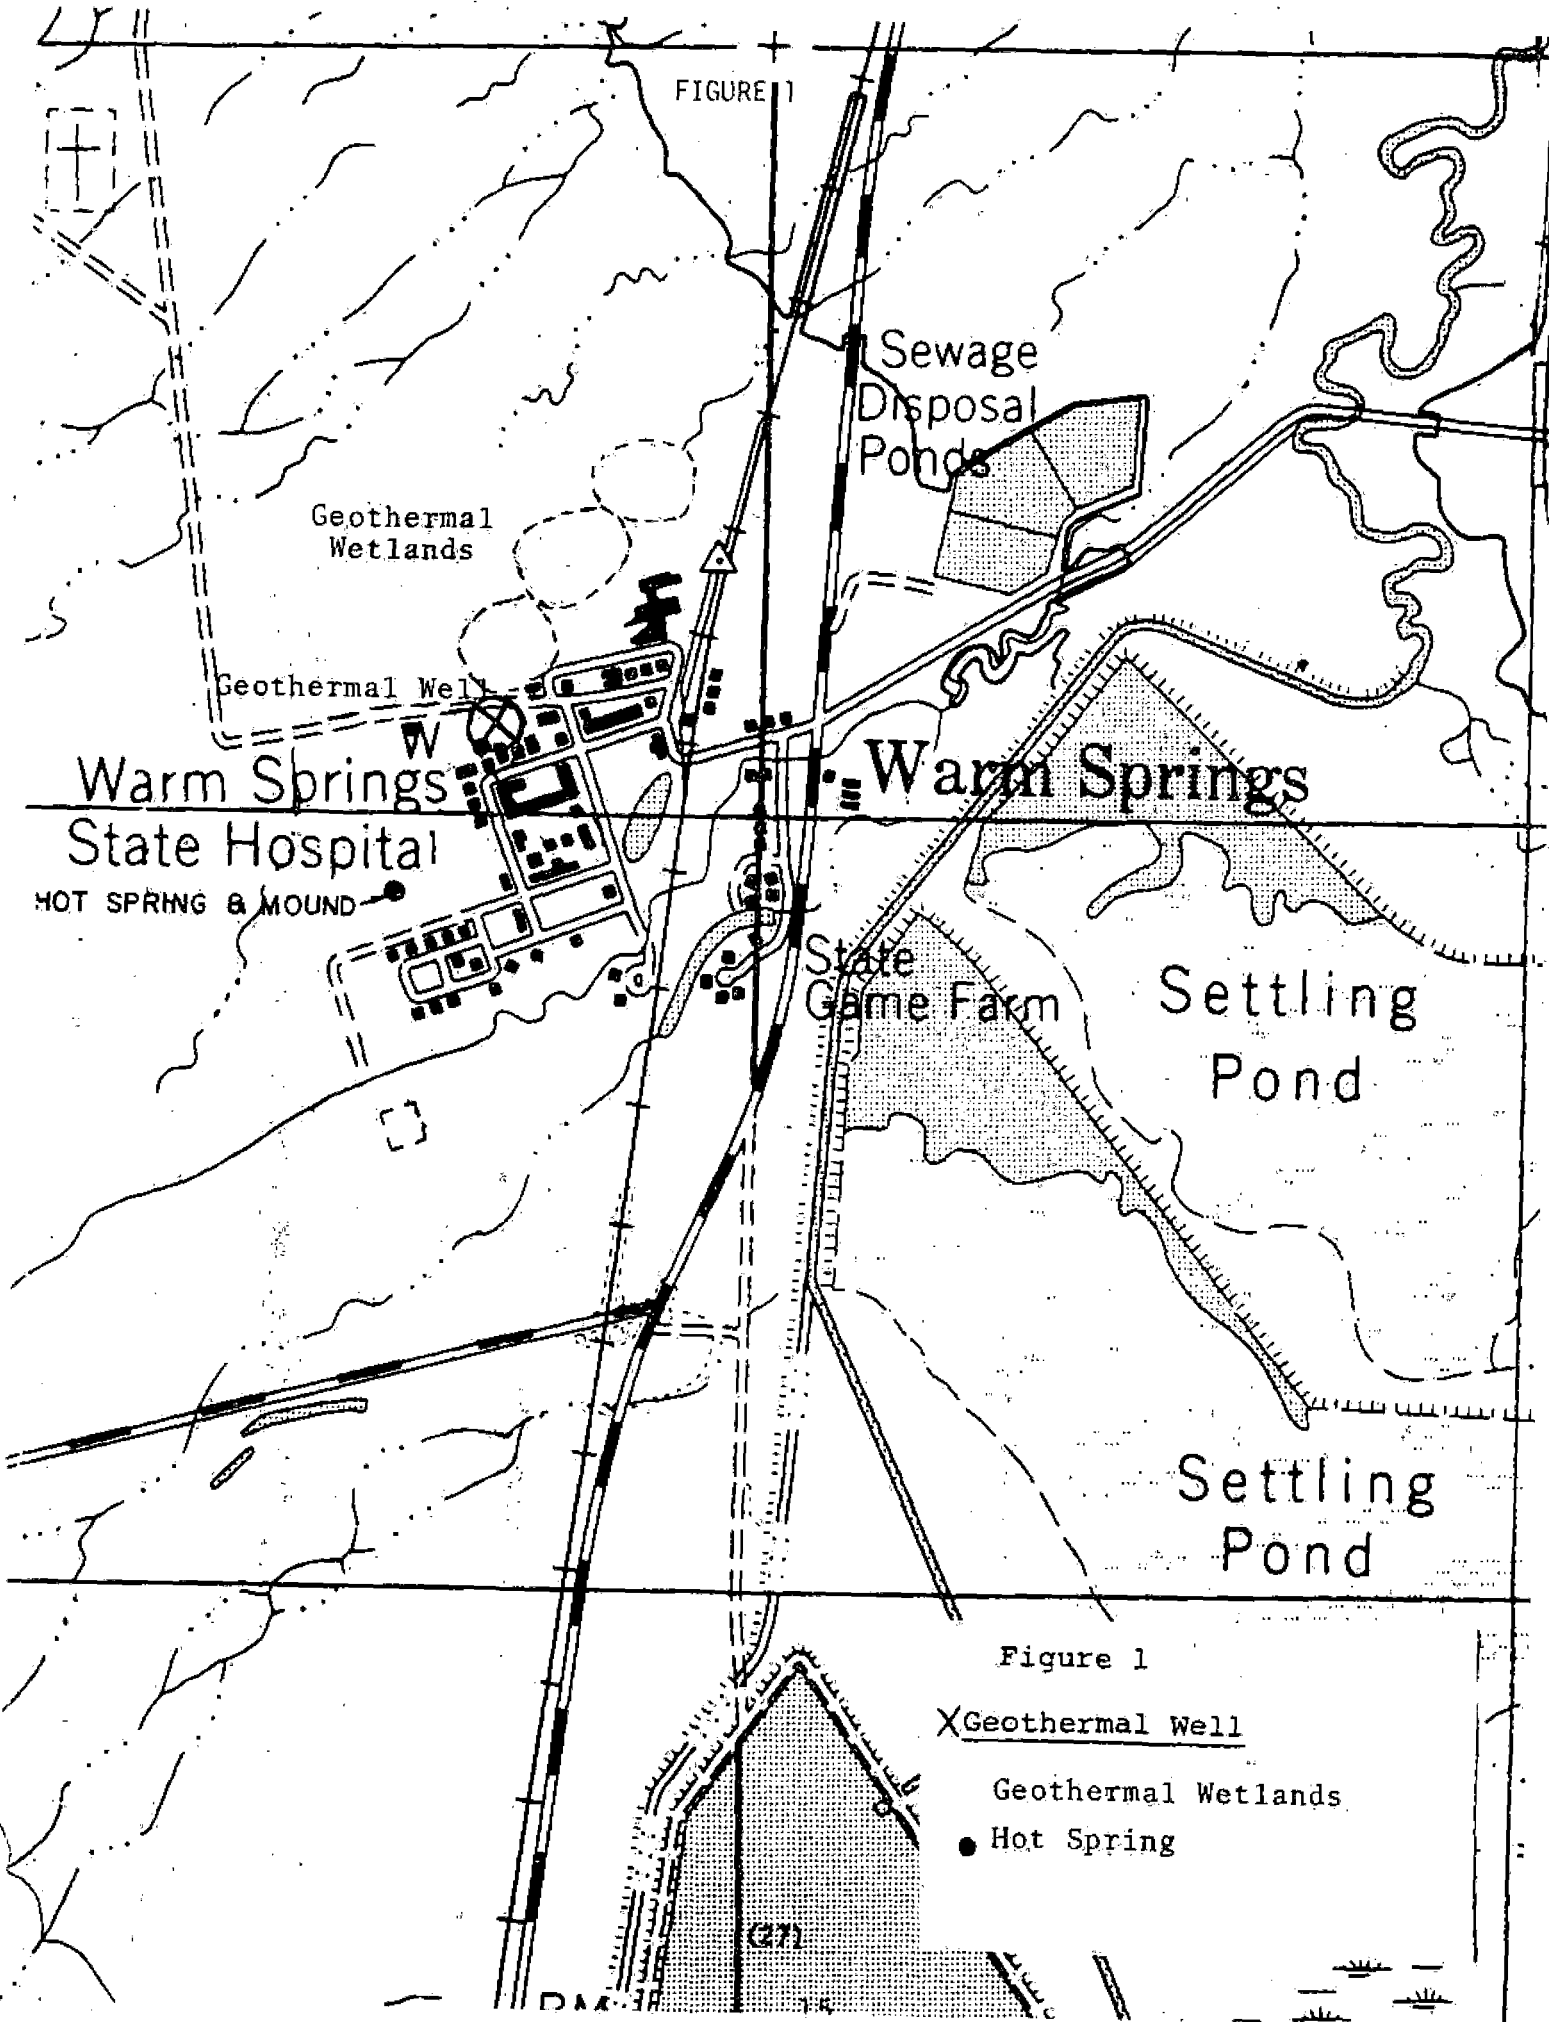 FIGURE 1
Sewage
Disposal
Ponds
Geothermal
Wetlands
Geothermal Well
W
Warm Springs
State Hospital
HOT SPRING & MOUND
Warm Springs
State
Game Farm
Settling
Pond
Settling
Pond
Figure 1
X Geothermal Well
Geothermal Wetlands
Hot Spring
(27)